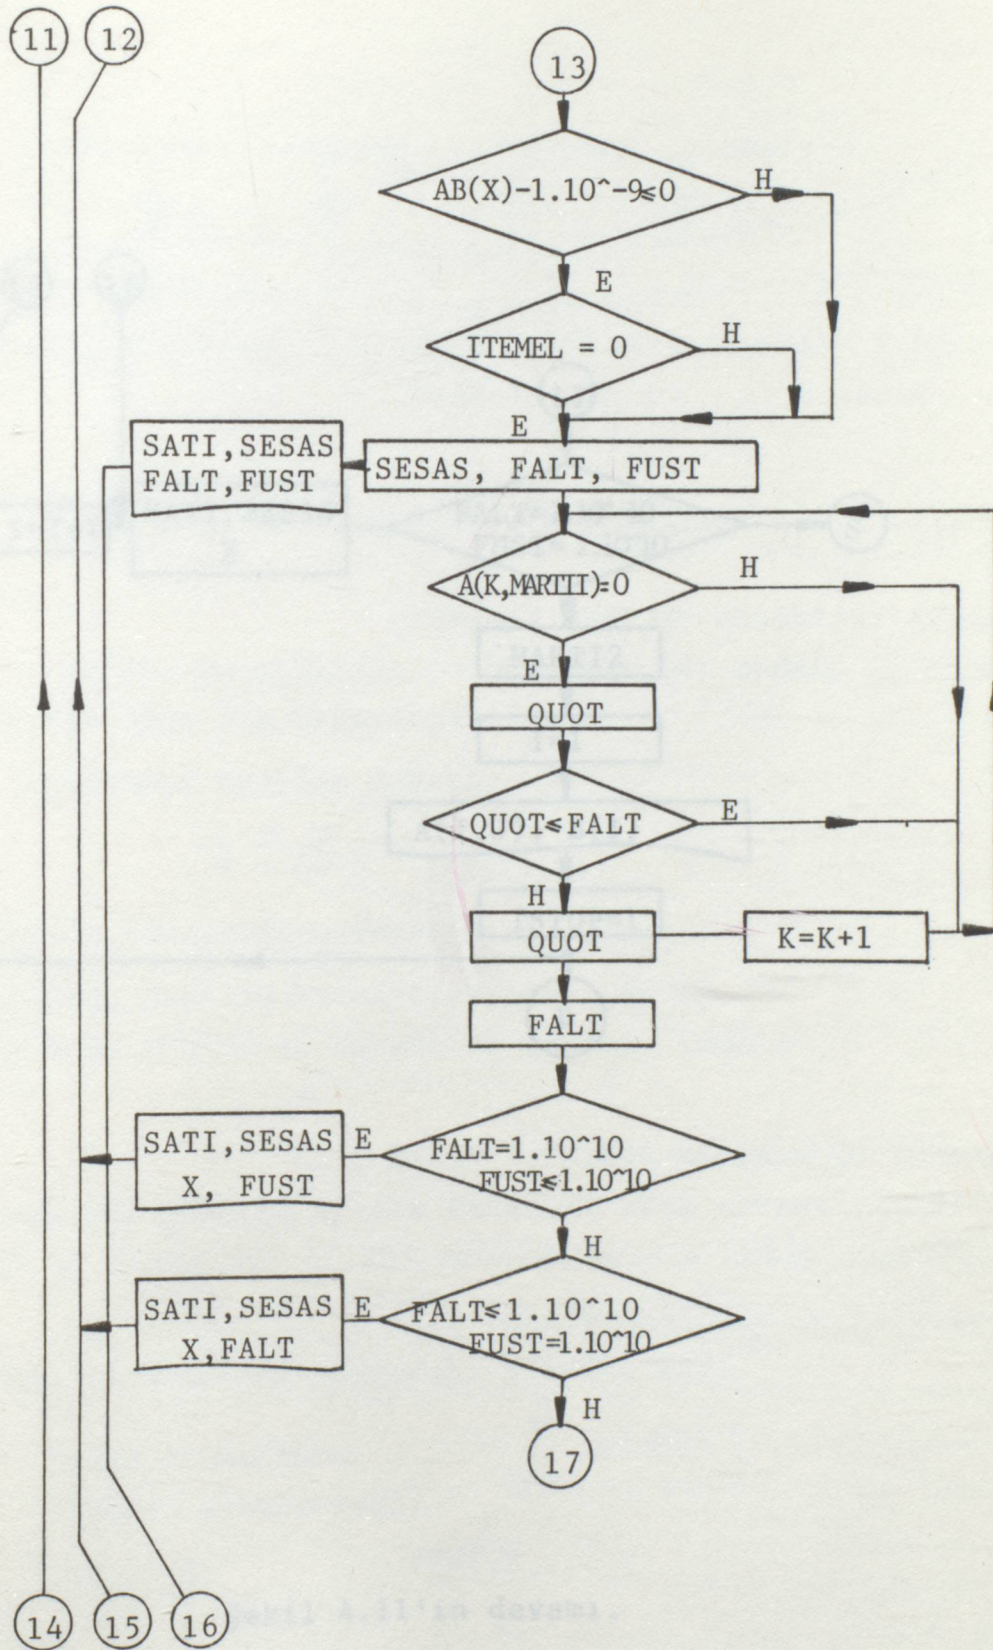 11
12
13
AB(X)-1.10^-9≤0
H
E
ITEMEL = 0
H
E
SATI,SESAS
FALT,FUST
SESAS, FALT, FUST
A(K,MARTII)=0
H
E
QUOT
QUOT≤FALT
E
H
QUOT
K=K+1
FALT
SATI,SESAS
X, FUST
E
FALT=1.10^10
FUST≤1.10^10
H
SATI,SESAS
X,FALT
E
FALT≤1.10^10
FUST=1.10^10
H
17
14
15
16
Şekil 4.11'in devamı